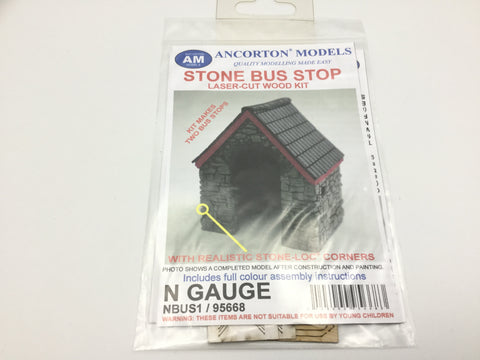 AM
ANCORTON® MODELS
QUALITY MODELLING MADE EASY
STONE BUS STOP
LASER-CUT WOOD KIT
KIT MAKES
TWO BUS STOPS
WITH REALISTIC STONE-LOC® CORNERS
PHOTO SHOWS A COMPLETED MODEL AFTER CONSTRUCTION AND PAINTING.
Includes full colour assembly instructions
N GAUGE
NBUS1 / 95668
WARNING! THESE ITEMS ARE NOT SUITABLE FOR USE BY YOUNG CHILDREN